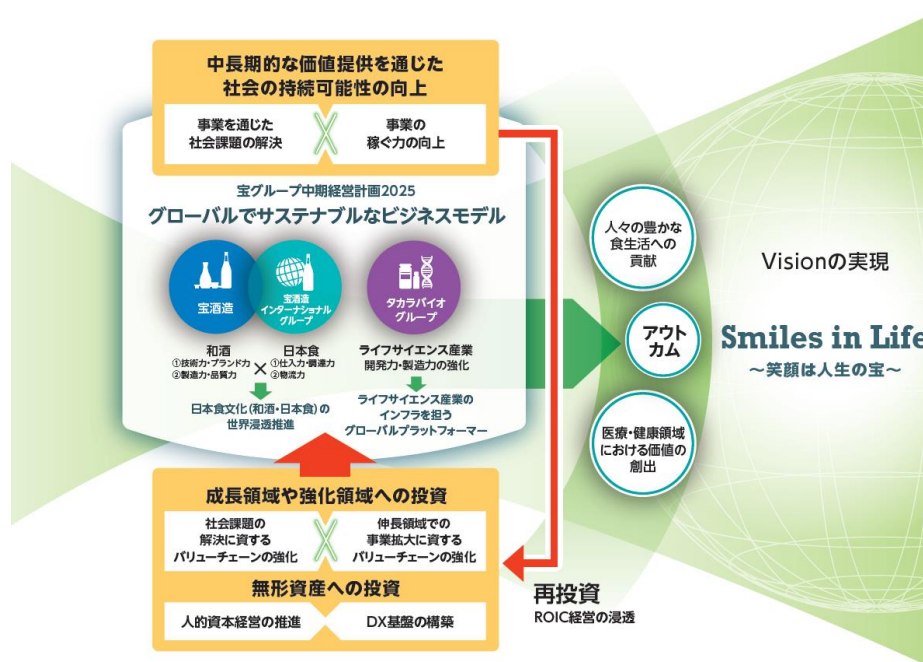 中長期的な価値提供を通じた
社会の持続可能性の向上
事業を通じた
社会課題の解決
事業の
稼ぐ力の向上
宝グループ中期経営計画2025
グローバルでサステナブルなビジネスモデル
宝酒造
宝酒造
インターナショナル
グループ
タカラバイオ
グループ
和酒
①技術力・ブランド力
②製造力・品質力
×
日本食
①仕入力・調達力
②物流力
日本食文化(和酒・日本食)の
世界浸透推進
ライフサイエンス産業
開発力・製造力の強化
ライフサイエンス産業の
インフラを担う
グローバルプラットフォーマー
成長領域や強化領域への投資
社会課題の
解決に資する
バリューチェーンの強化
伸長領域での
事業拡大に資する
バリューチェーンの強化
無形資産への投資
人的資本経営の推進
DX基盤の構築
再投資
ROIC経営の浸透
人々の豊かな
食生活への
貢献
アウト
カム
医療・健康領域
における価値の
創出
Visionの実現
Smiles in Life
～笑顔は人生の宝～